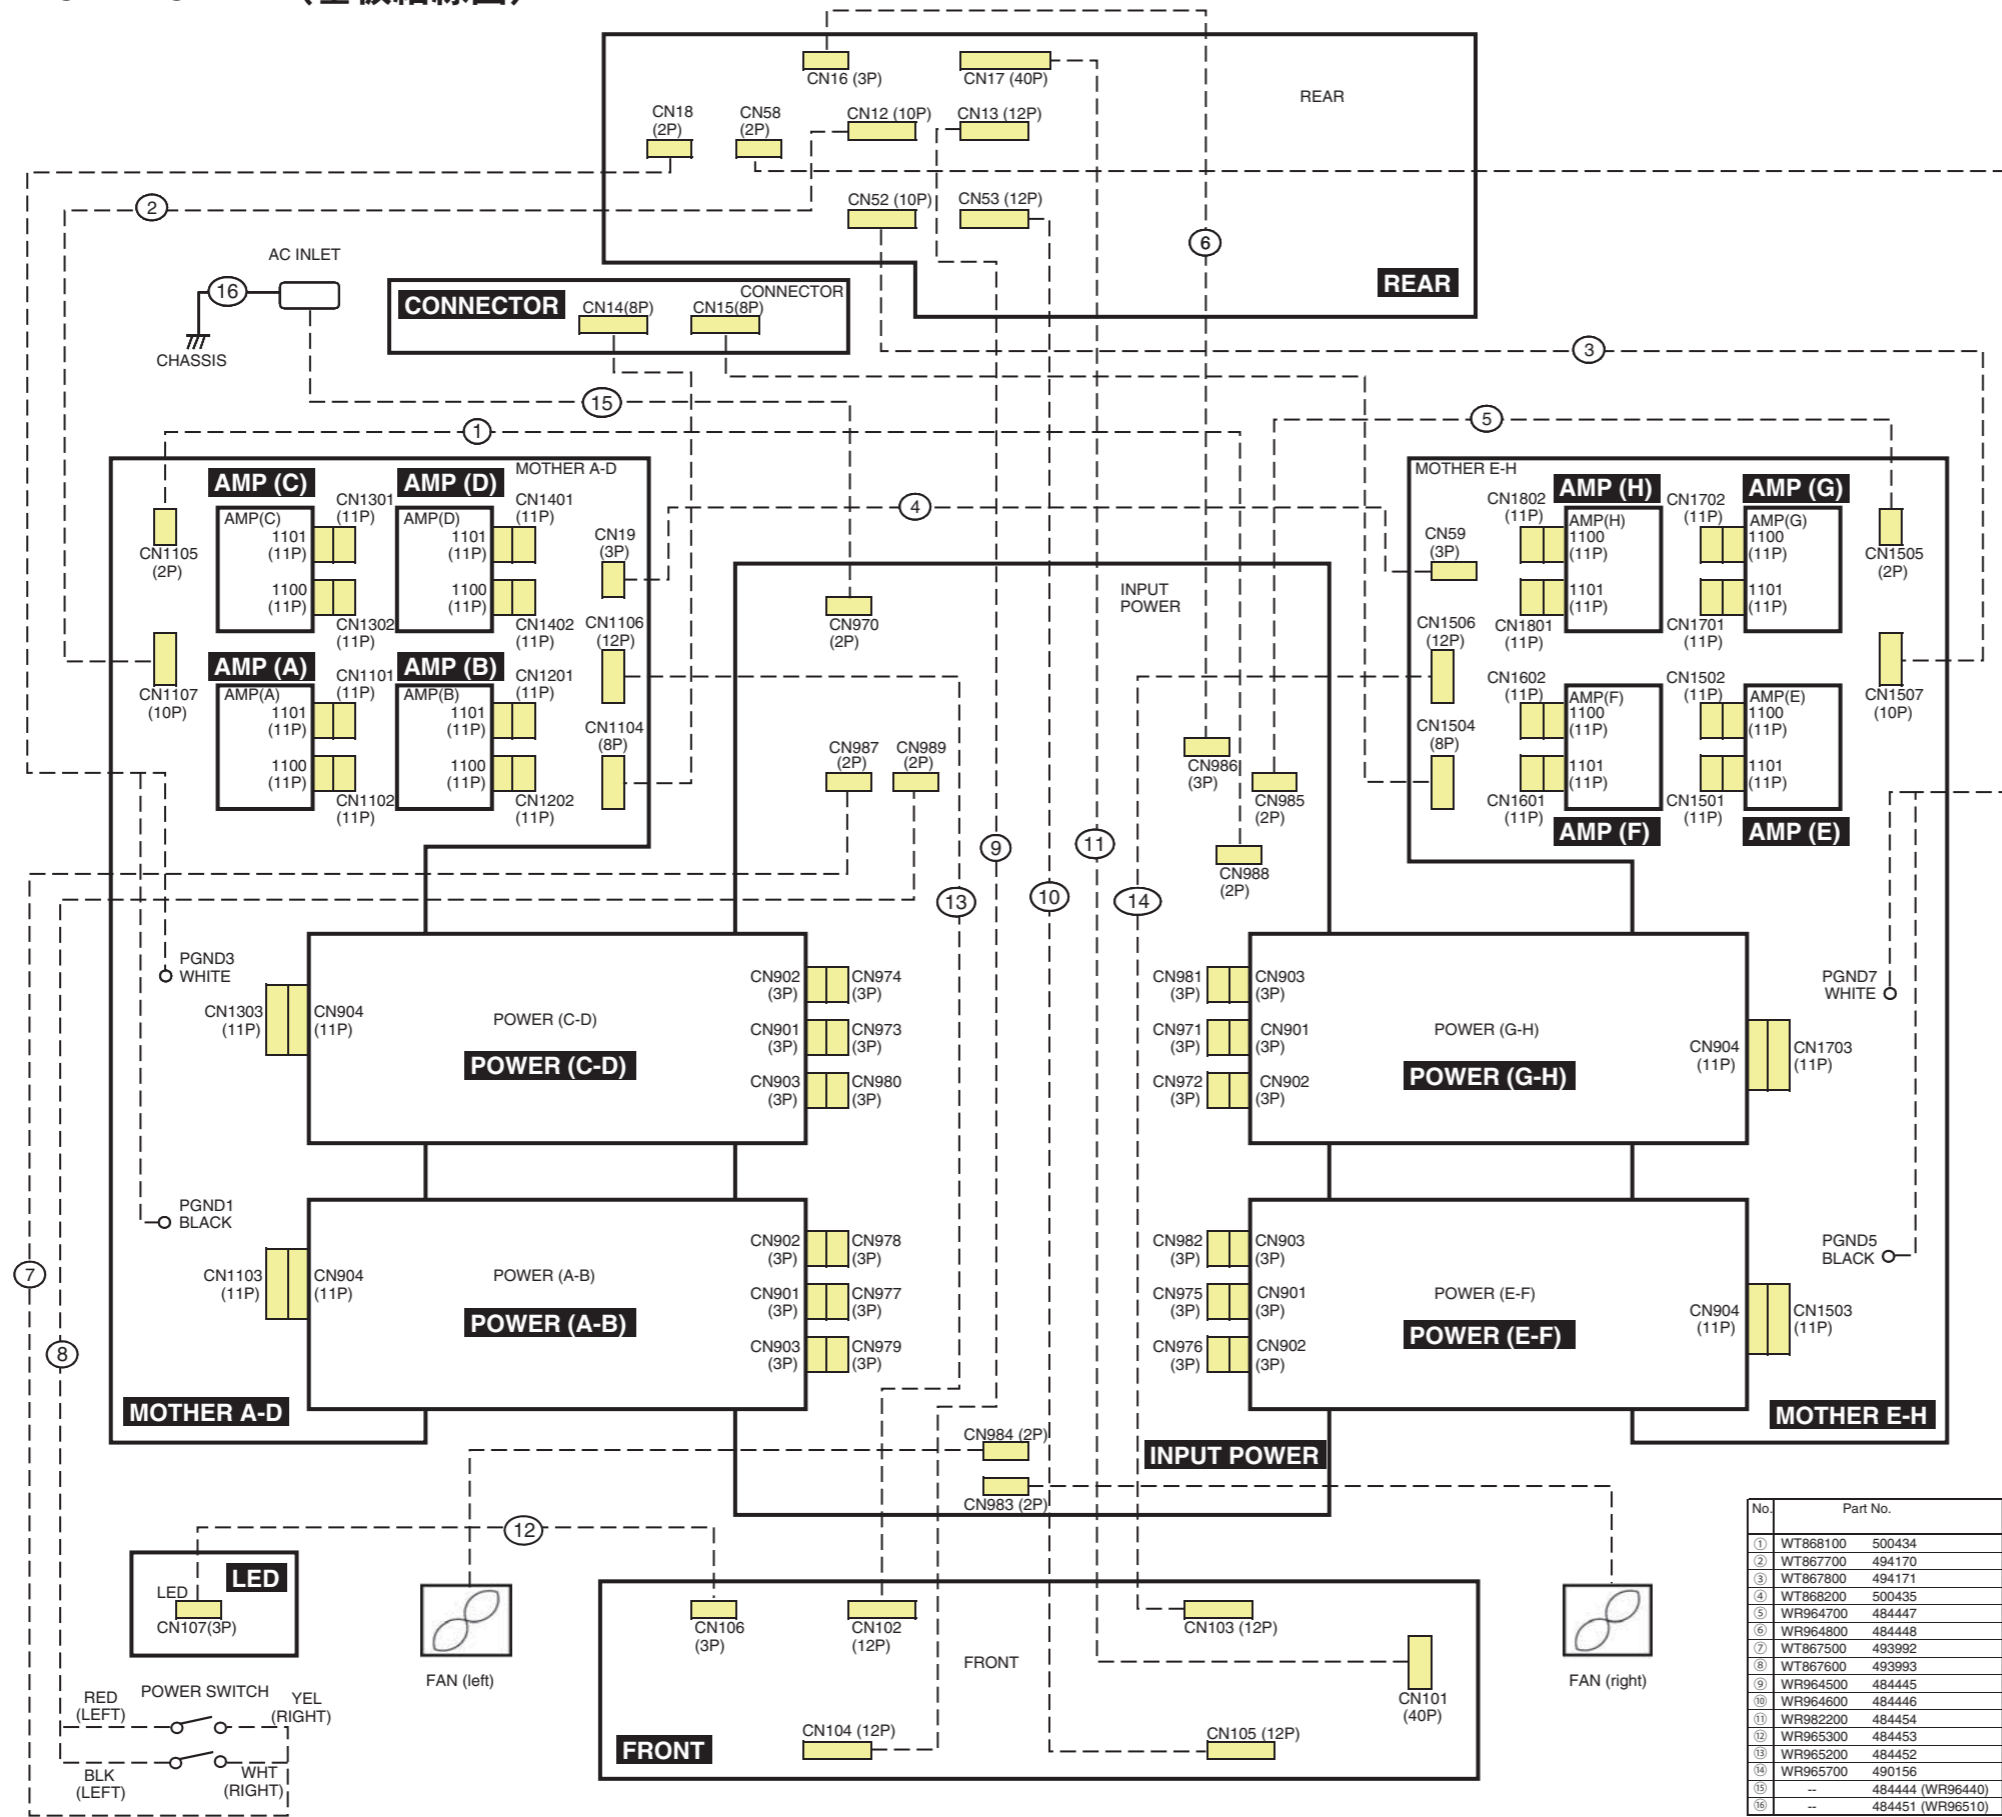 CN16 (3P)
CN17 (40P)
REAR
CN18
(2P)
CN58
(2P)
CN12 (10P)
CN13 (12P)
CN52 (10P)
CN53 (12P)
REAR
2
6
AC INLET
16
CHASSIS
CONNECTOR
CONNECTOR
CN14(8P)
CN15(8P)
3
15
1
5
4
MOTHER A-D
AMP (C)
AMP (D)
CN1105
(2P)
AMP(C)
1101
(11P)
1100
(11P)
CN1301
(11P)
CN1302
(11P)
AMP(D)
1101
(11P)
1100
(11P)
CN1401
(11P)
CN1402
(11P)
CN19
(3P)
CN1106
(12P)
CN1107
(10P)
AMP (A)
AMP (B)
AMP(A)
1101
(11P)
1100
(11P)
CN1101
(11P)
CN1102
(11P)
AMP(B)
1101
(11P)
1100
(11P)
CN1201
(11P)
CN1202
(11P)
CN1104
(8P)
INPUT
POWER
CN970
(2P)
CN987
(2P)
CN989
(2P)
CN986
(3P)
CN985
(2P)
CN988
(2P)
MOTHER E-H
AMP (H)
AMP (G)
CN59
(3P)
CN1802
(11P)
CN1801
(11P)
AMP(H)
1100
(11P)
1101
(11P)
CN1702
(11P)
CN1701
(11P)
AMP(G)
1100
(11P)
1101
(11P)
CN1505
(2P)
CN1506
(12P)
CN1504
(8P)
CN1602
(11P)
CN1601
(11P)
AMP(F)
1100
(11P)
1101
(11P)
CN1502
(11P)
CN1501
(11P)
AMP(E)
1100
(11P)
1101
(11P)
CN1507
(10P)
AMP (F)
AMP (E)
9
11
13
10
14
PGND3
WHITE
CN1303
(11P)
CN904
(11P)
POWER (C-D)
POWER (C-D)
CN902
(3P)
CN974
(3P)
CN901
(3P)
CN973
(3P)
CN903
(3P)
CN980
(3P)
CN981
(3P)
CN903
(3P)
CN971
(3P)
CN901
(3P)
CN972
(3P)
CN902
(3P)
POWER (G-H)
POWER (G-H)
CN904
(11P)
CN1703
(11P)
PGND7
WHITE
PGND1
BLACK
CN1103
(11P)
CN904
(11P)
POWER (A-B)
POWER (A-B)
CN902
(3P)
CN978
(3P)
CN901
(3P)
CN977
(3P)
CN903
(3P)
CN979
(3P)
CN982
(3P)
CN903
(3P)
CN975
(3P)
CN901
(3P)
CN976
(3P)
CN902
(3P)
POWER (E-F)
POWER (E-F)
CN904
(11P)
CN1503
(11P)
PGND5
BLACK
7
8
MOTHER A-D
MOTHER E-H
CN984 (2P)
INPUT POWER
CN983 (2P)
12
LED
LED
CN107(3P)
FAN (left)
FAN (right)
CN106
(3P)
CN102
(12P)
CN103 (12P)
FRONT
CN101
(40P)
CN104 (12P)
CN105 (12P)
FRONT
POWER SWITCH
RED
(LEFT)
YEL
(RIGHT)
BLK
(LEFT)
WHT
(RIGHT)
No. Part No.
① WT868100 500434
② WT867700 494170
③ WT867800 494171
④ WT868200 500435
⑤ WR964700 484447
⑥ WR964800 484448
⑦ WT867500 493992
⑧ WT867600 493993
⑨ WR964500 484445
⑩ WR964600 484446
⑪ WR982200 484454
⑫ WR965300 484453
⑬ WR965200 484452
⑭ WR965700 490156
⑮ -- 484444 (WR96440)
⑯ -- 484451 (WR96510)